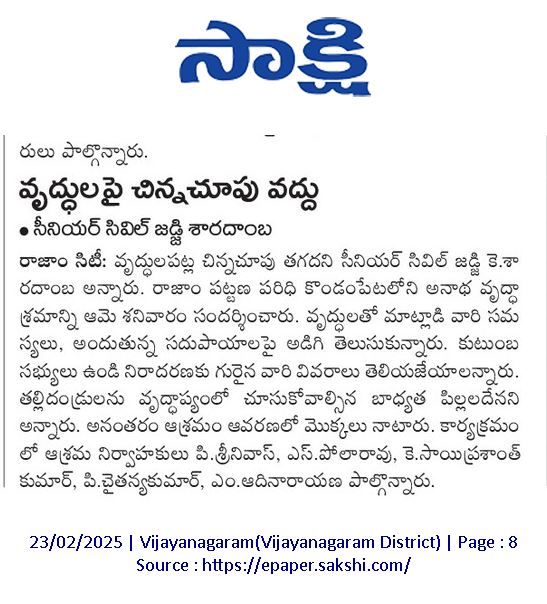 సాక్షి
రులు పాల్గొన్నారు.
వృద్ధులపై చిన్నచూపు వద్దు
● సీనియర్ సివిల్ జడ్జి శారదాంబ
రాజాం సిటీ: వృద్ధులపట్ల చిన్నచూపు తగదని సీనియర్ సివిల్ జడ్జి కె.శా
రదాంబ అన్నారు. రాజాం పట్టణ పరిధి కొండంపేటలోని అనాథ వృద్ధా
శ్రమాన్ని ఆమె శనివారం సందర్శించారు. వృద్ధులతో మాట్లాడి వారి సమ
స్యలు, అందుతున్న సదుపాయాలపై అడిగి తెలుసుకున్నారు. కుటుంబ
సభ్యులు ఉండి నిరాదరణకు గురైన వారి వివరాలు తెలియజేయాలన్నారు.
తల్లిదండ్రులను వృద్ధాప్యంలో చూసుకోవాల్సిన బాధ్యత పిల్లలదేనని
అన్నారు. అనంతరం ఆశ్రమం ఆవరణలో మొక్కలు నాటారు. కార్యక్రమం
లో ఆశ్రమ నిర్వాహకులు పి.శ్రీనివాస్, ఎస్.పోలారావు, కె.సాయిప్రశాంత్
కుమార్, పి.చైతన్యకుమార్, ఎం.ఆదినారాయణ పాల్గొన్నారు.
23/02/2025 | Vijayanagaram(Vijayanagaram District) | Page : 8
Source : https://epaper.sakshi.com/